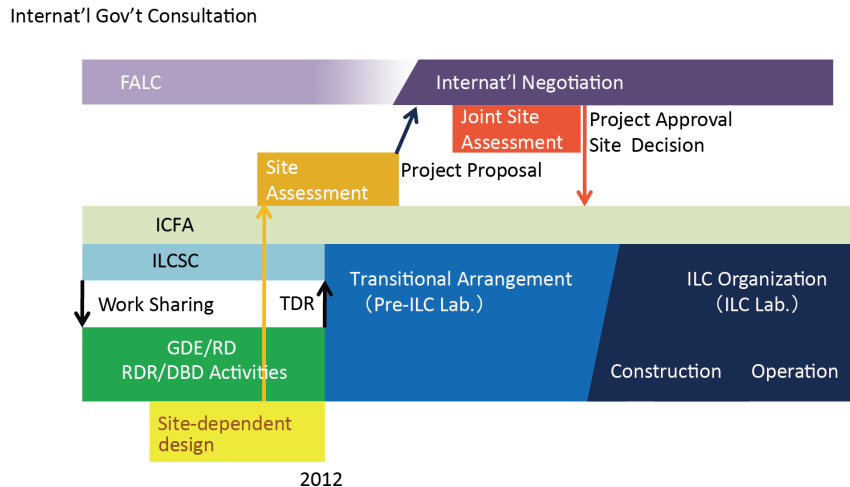 Internat’l Gov’t Consultation
FALC
Internat’l Negotiation
Joint Site
Assessment
Project Approval
Site Decision
Site
Assessment
Project Proposal
ICFA
ILCSC
Transitional Arrangement
（Pre-ILC Lab.）
ILC Organization
（ILC Lab.）
Work Sharing
TDR
GDE/RD
RDR/DBD Activities
Construction
Operation
Site-dependent
design
2012